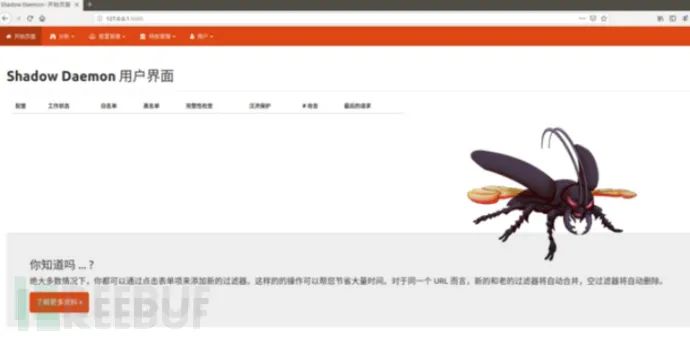 Shadow Daemon - 开始页面
127.0.0.1
开始页面 分析 配置管理 特征管理 用户
Shadow Daemon 用户界面
配置 工作状态 白名单 黑名单 完整性检查 泛洪保护 # 向合 最后的请求
你知道吗 ... ?
绝大多数情况下，你都可以通过点击表单项来添加新的过滤器。这样的的操作可以帮您节省大量时间。对于同一个 URL 而言，新的和老的过滤器将自动合并，空过滤器将自动删除。
了解更多资料 »
REEBUF